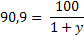 90,9 = 100 / (1 + y)